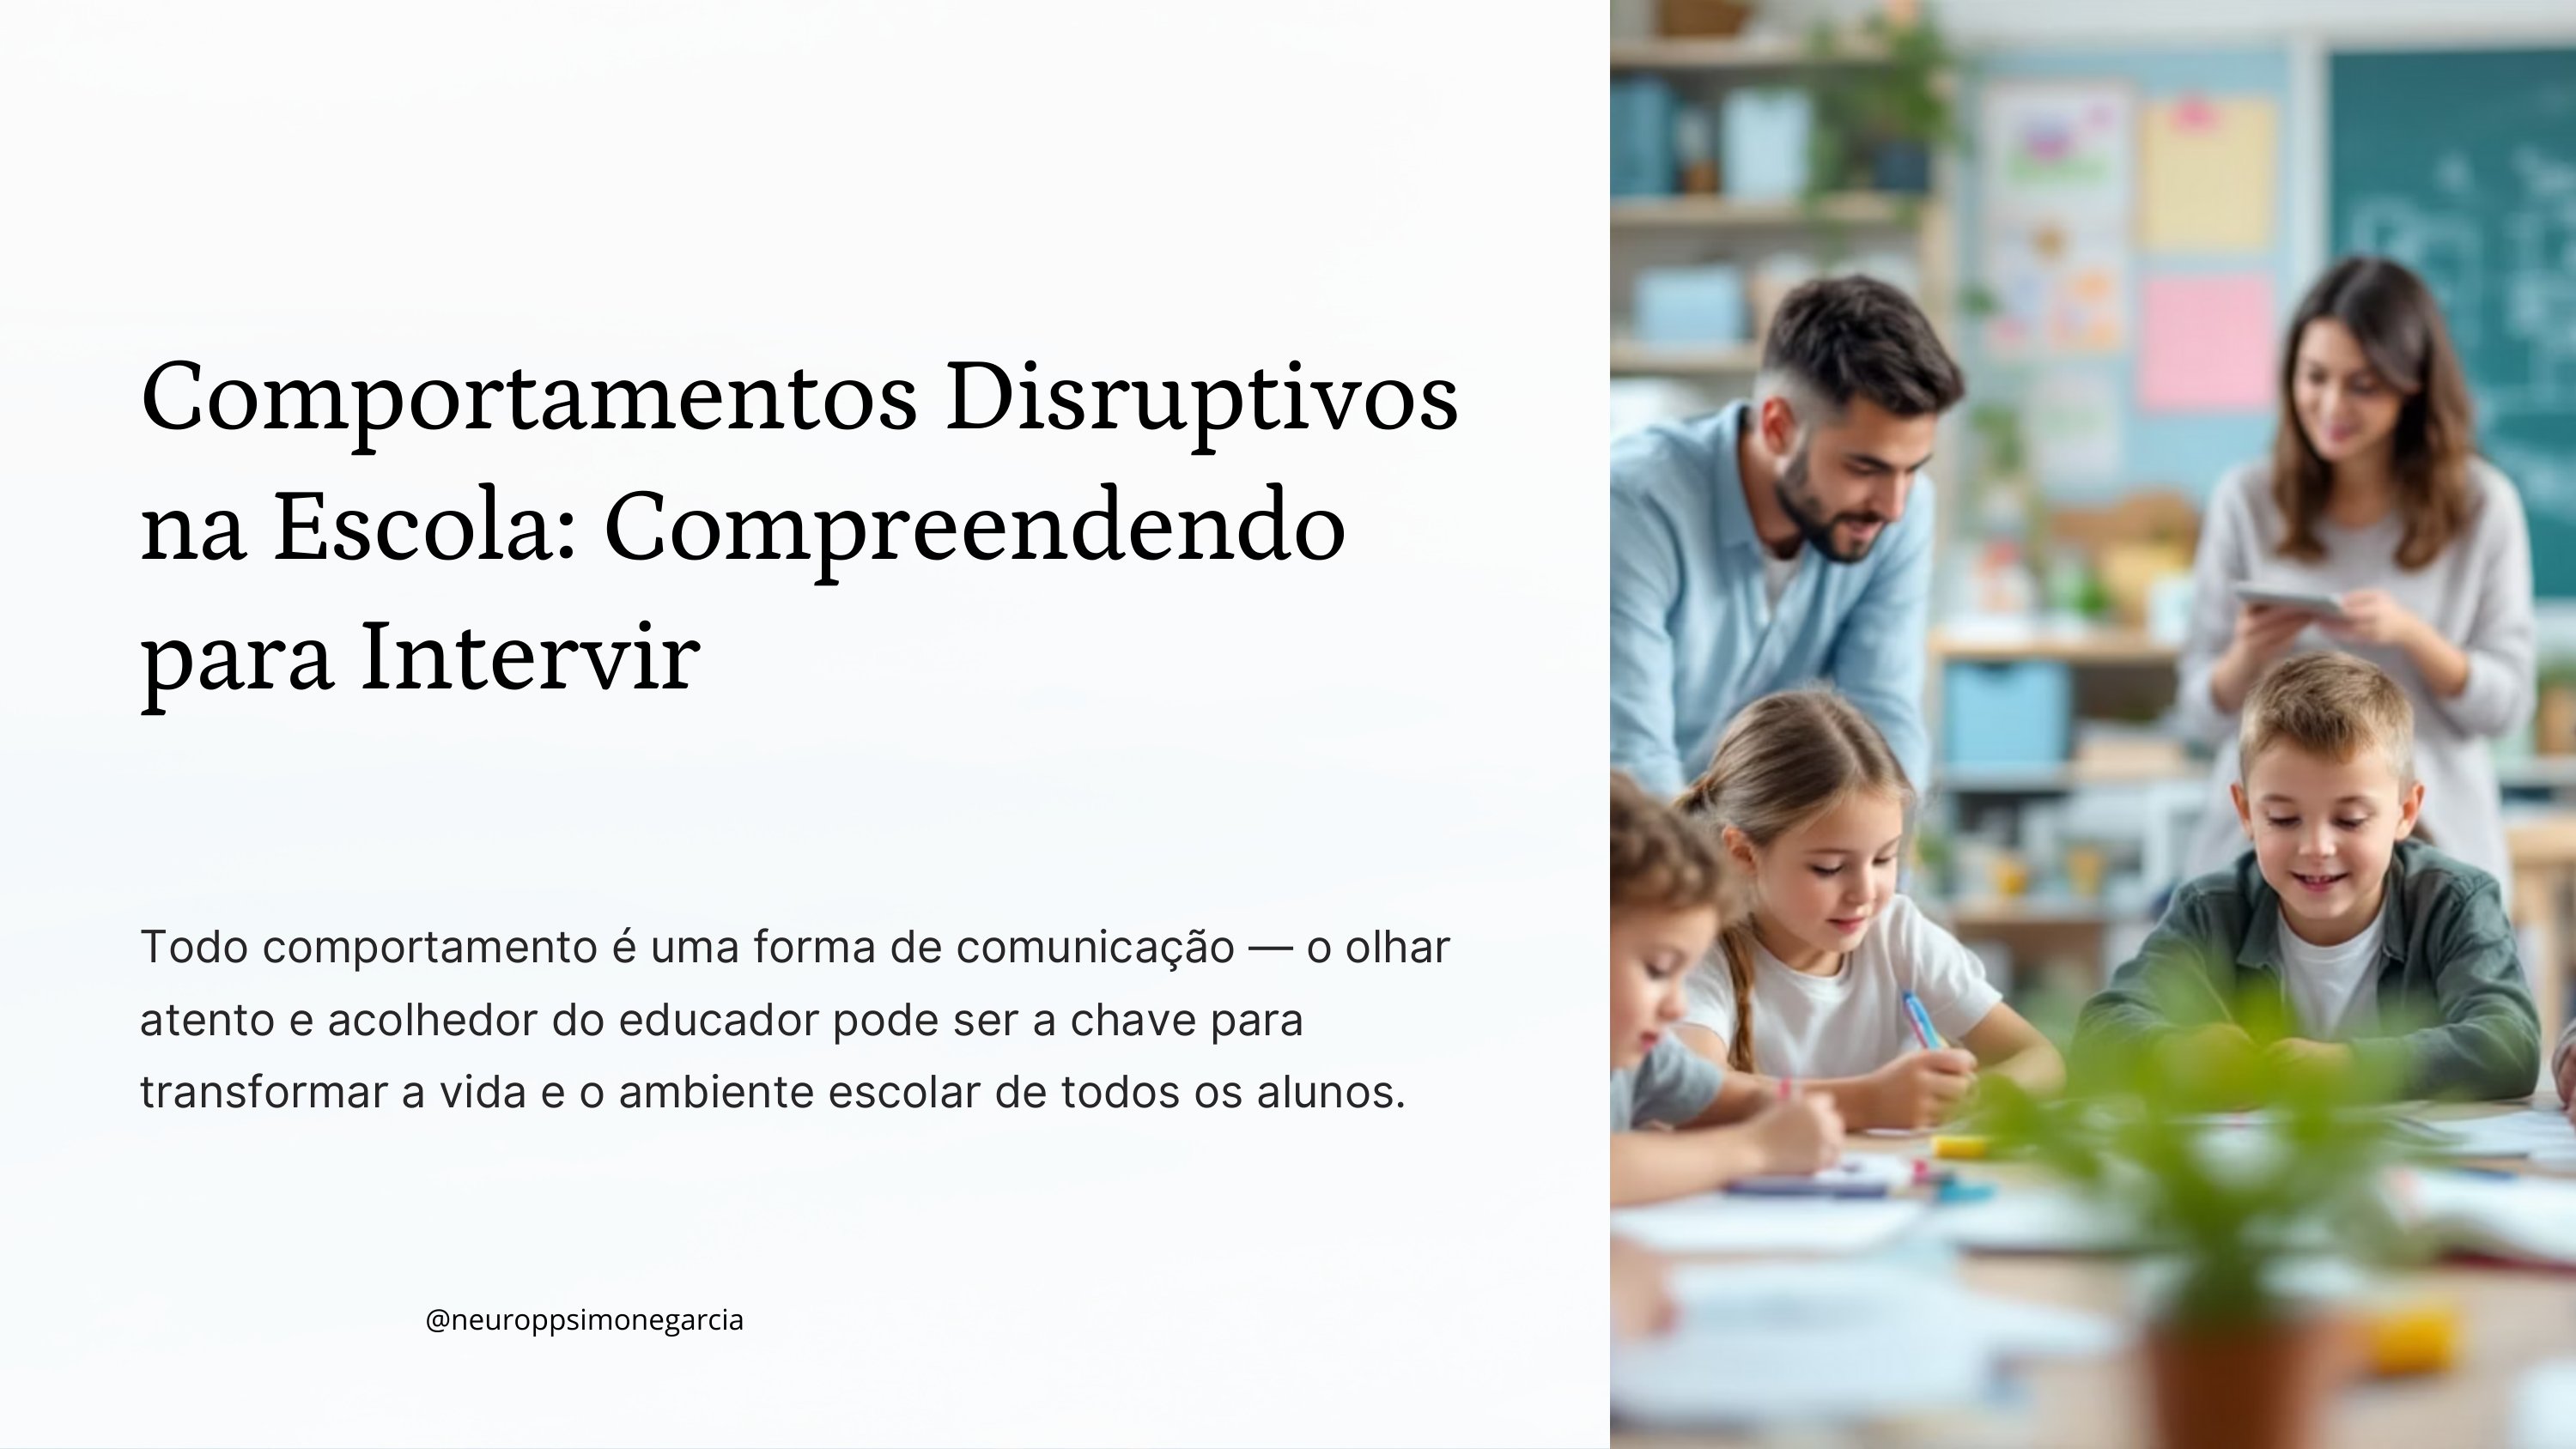 Comportamentos Disruptivos
na Escola: Compreendendo
para Intervir
Todo comportamento é uma forma de comunicação — o olhar
atento e acolhedor do educador pode ser a chave para
transformar a vida e o ambiente escolar de todos os alunos.
@neuroppsimonegarcia